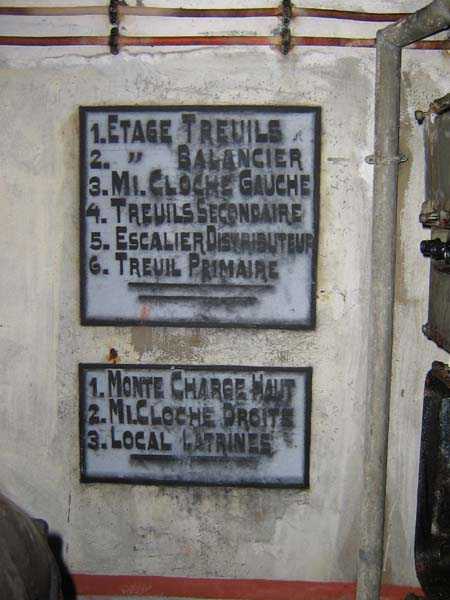 1. ETAGE TREUILS
2. " BALANCIER
3. MI. CLOCHE GAUCHE
4. TREUILS SECONDAIRE
5. ESCALIER DISTRIBUTEUR
6. TREUIL PRIMAIRE
1. MONTE CHARGE HAUT
2. MI. CLOCHE DROITE
3. LOCAL LATRINES